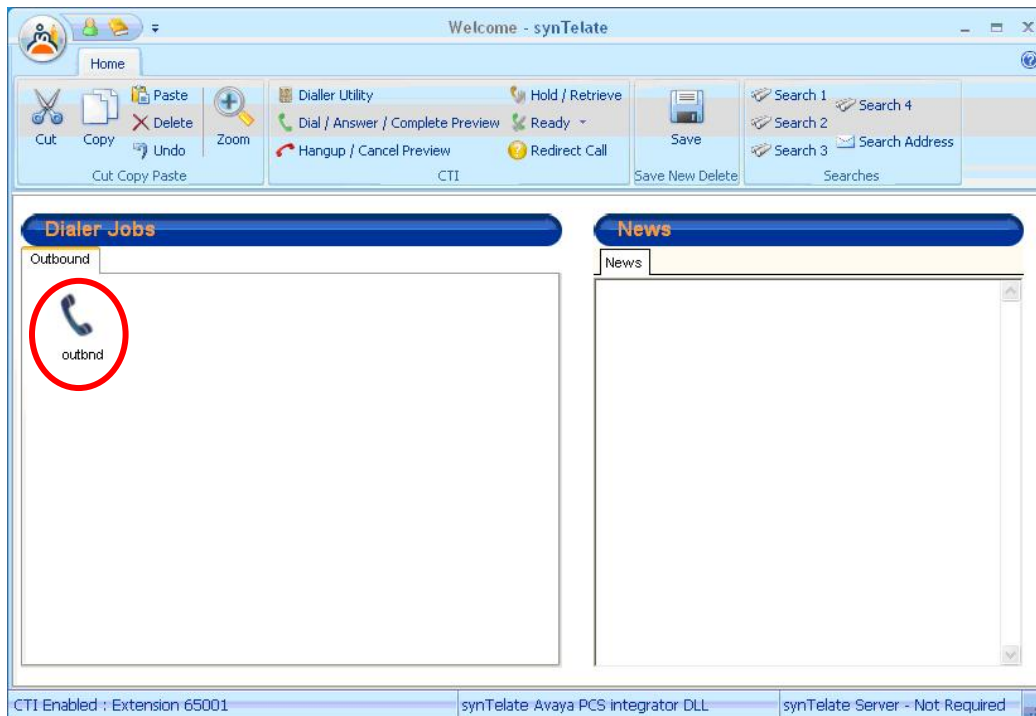 Welcome - synTelate
Home
Cut
Copy
Paste
Delete
Undo
Zoom
Cut Copy Paste
Dialler Utility
Dial / Answer / Complete Preview
Hangup / Cancel Preview
Hold / Retrieve
Ready
Redirect Call
CTI
Save
Save New Delete
Search 1
Search 2
Search 3
Search 4
Search Address
Searches
Dialer Jobs
Outbound
outbnd
News
News
CTI Enabled : Extension 65001
synTelate Avaya PCS integrator DLL
synTelate Server - Not Required